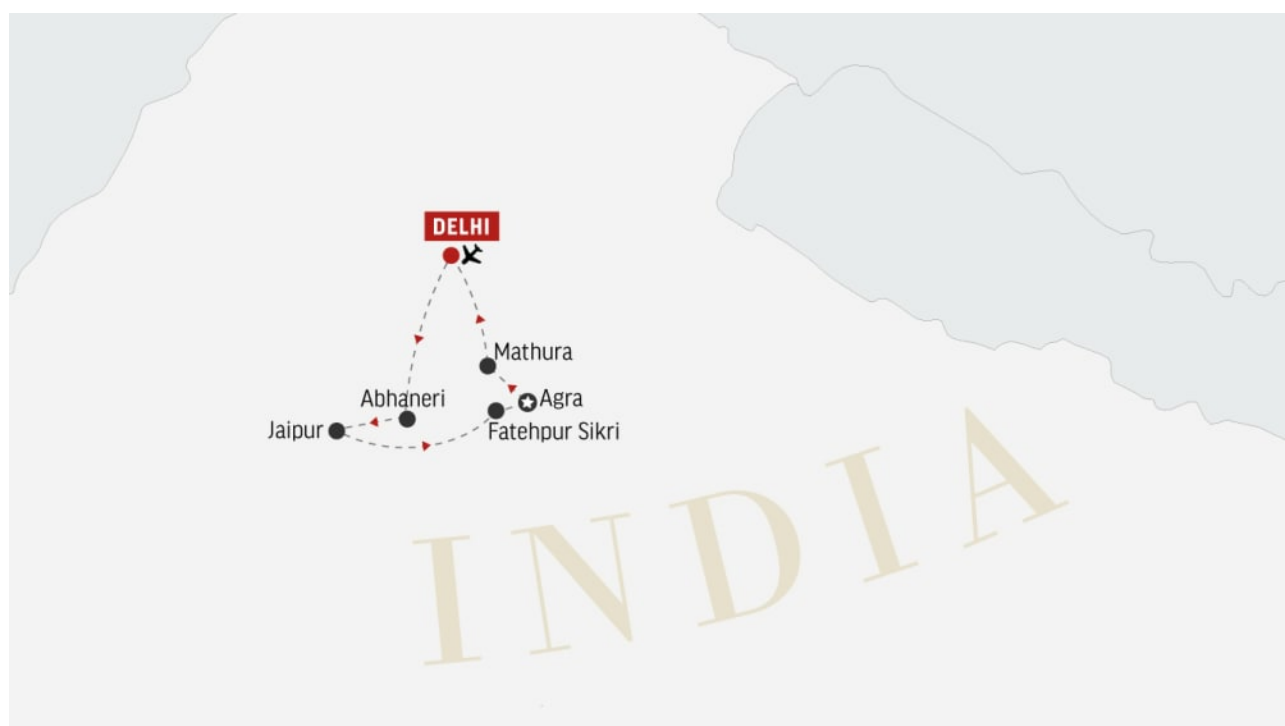 DELHI
Mathura
Abhaneri
Agra
Jaipur
Fatehpur Sikri
INDIA